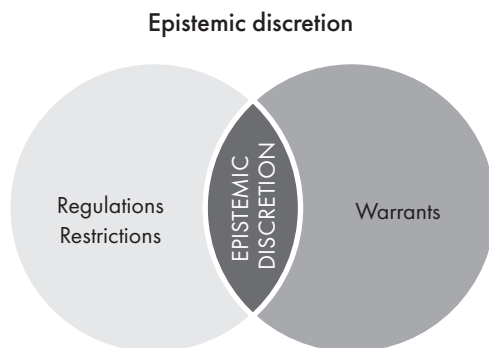 Epistemic discretion
Regulations
Restrictions
EPISTEMIC
DISCRETION
Warrants